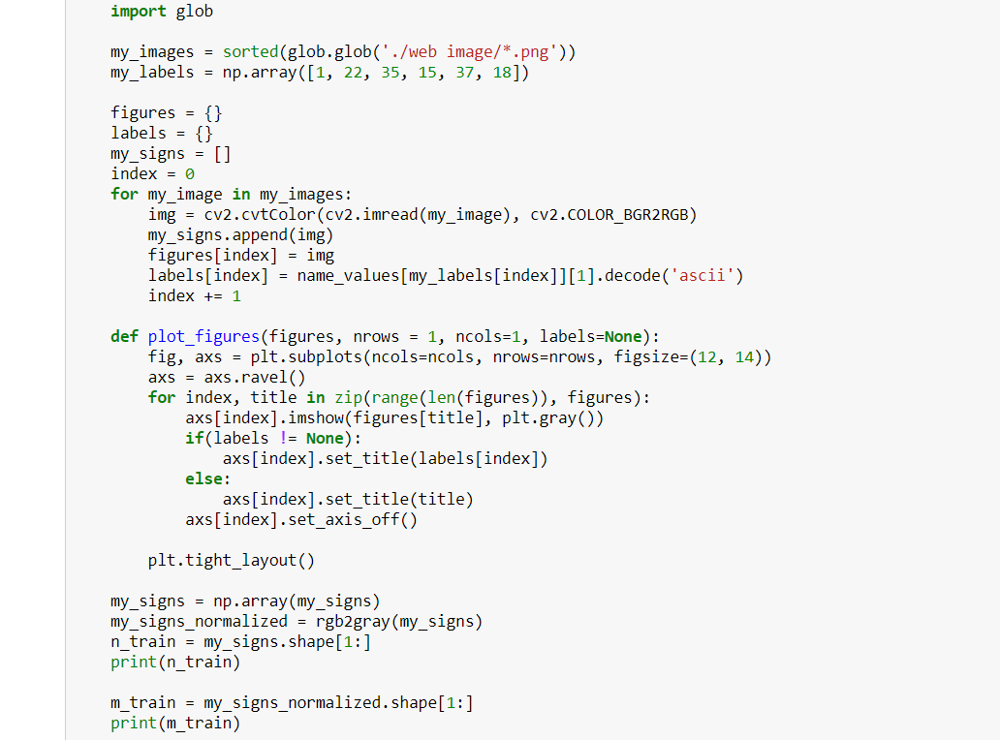 import glob

my_images = sorted(glob.glob('./web image/*.png'))
my_labels = np.array([1, 22, 35, 15, 37, 18])

figures = {}
labels = {}
my_signs = []
index = 0
for my_image in my_images:
    img = cv2.cvtColor(cv2.imread(my_image), cv2.COLOR_BGR2RGB)
    my_signs.append(img)
    figures[index] = img
    labels[index] = name_values[my_labels[index]][1].decode('ascii')
    index += 1

def plot_figures(figures, nrows = 1, ncols=1, labels=None):
    fig, axs = plt.subplots(ncols=ncols, nrows=nrows, figsize=(12, 14))
    axs = axs.ravel()
    for index, title in zip(range(len(figures)), figures):
        axs[index].imshow(figures[title], plt.gray())
        if(labels != None):
            axs[index].set_title(labels[index])
        else:
            axs[index].set_title(title)
        axs[index].set_axis_off()

    plt.tight_layout()

my_signs = np.array(my_signs)
my_signs_normalized = rgb2gray(my_signs)
n_train = my_signs.shape[1:]
print(n_train)

m_train = my_signs_normalized.shape[1:]
print(m_train)